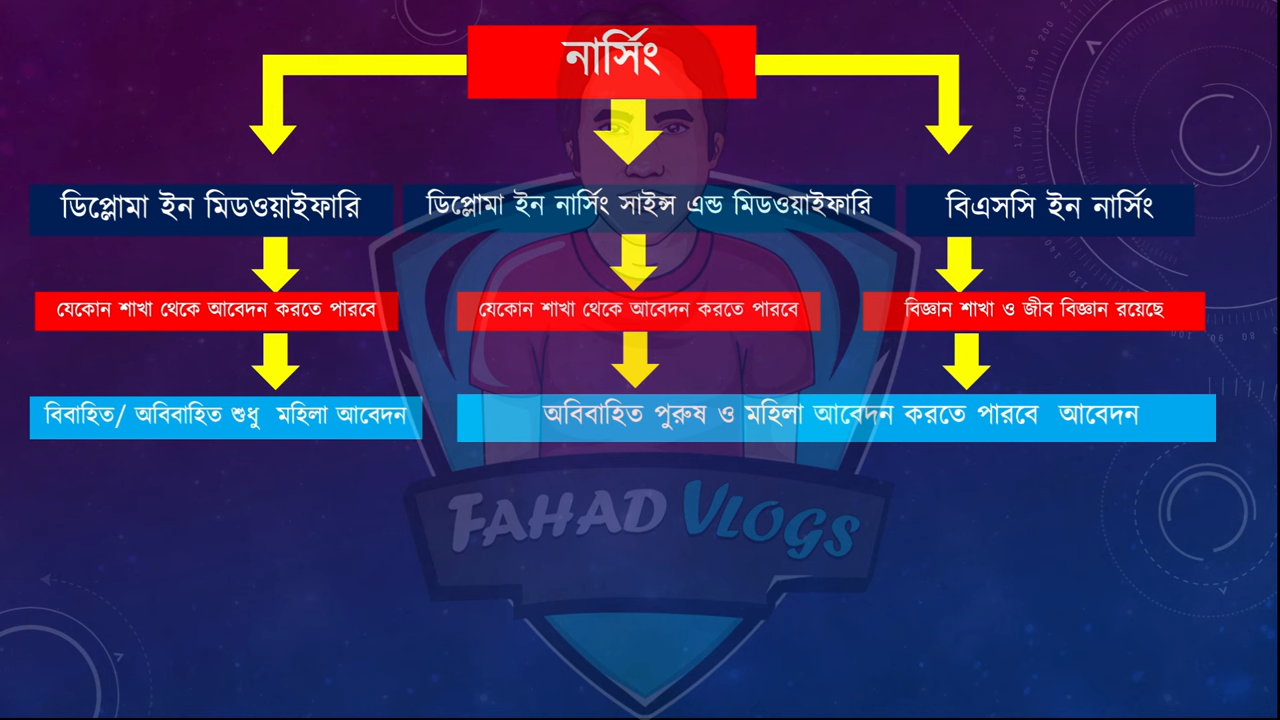 নার্সিং
ডিপ্লোমা ইন মিডওয়াইফারি
ডিপ্লোমা ইন নার্সিং সাইন্স এন্ড মিডওয়াইফারি
বিএসসি ইন নার্সিং
যেকোন শাখা থেকে আবেদন করতে পারবে
যেকোন শাখা থেকে আবেদন করতে পারবে
বিজ্ঞান শাখা ও জীব বিজ্ঞান রয়েছে
বিবাহিত/ অবিবাহিত শুধু মহিলা আবেদন
অবিবাহিত পুরুষ ও মহিলা আবেদন করতে পারবে আবেদন
FAHAD VLOGS